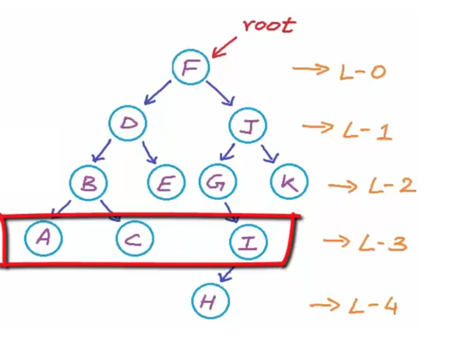 root
F → L-0
D J → L-1
B E G K → L-2
A C I → L-3
H → L-4